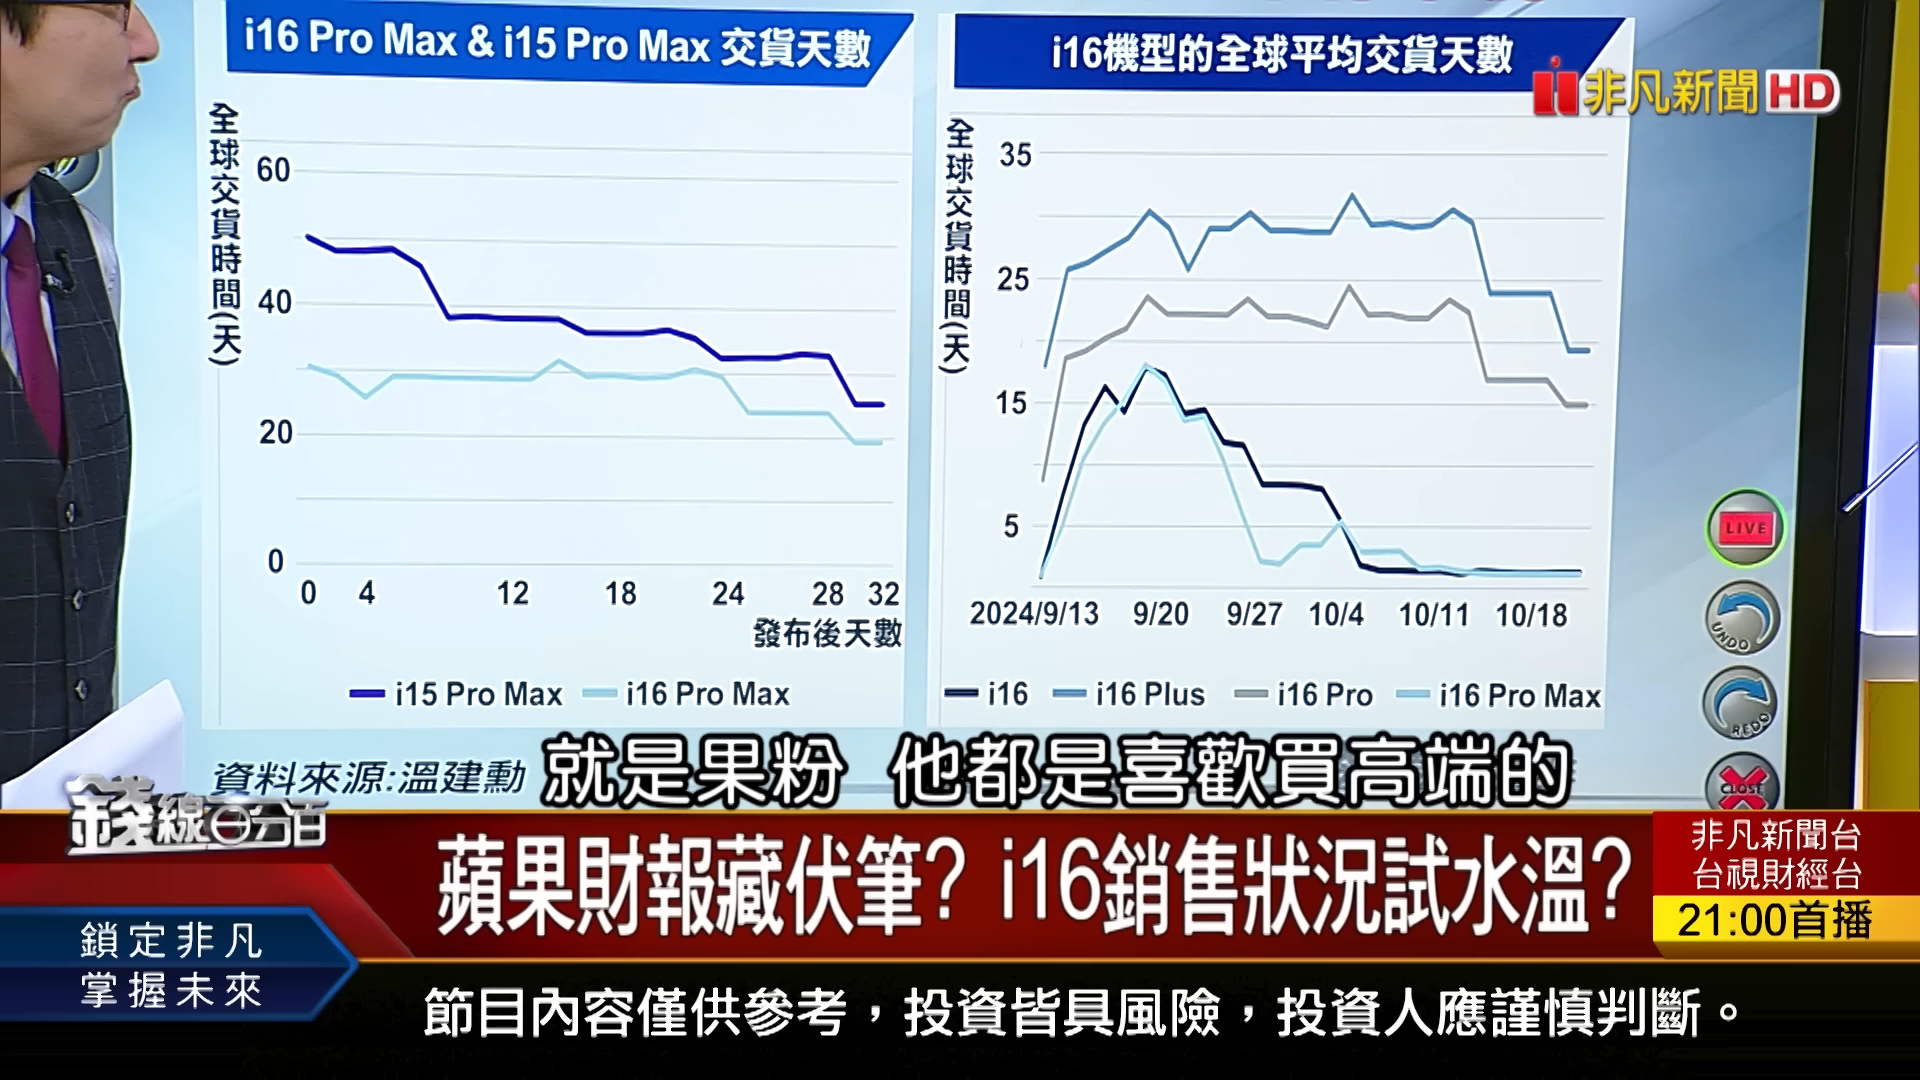 i16 Pro Max & i15 Pro Max 交貨天數
全球交貨時間(天)
60
40
20
0
0 4 12 18 24 28 32
發布後天數
i15 Pro Max i16 Pro Max
i16機型的全球平均交貨天數
全球交貨時間(天)
35
25
15
5
2024/9/13 9/20 9/27 10/4 10/11 10/18
i16 i16 Plus i16 Pro i16 Pro Max
非凡新聞 HD
LIVE
UNDO
REDO
CLOSE
資料來源:溫建勳
就是果粉 他都是喜歡買高端的
錢線百分百
蘋果財報藏伏筆? i16銷售狀況試水溫?
非凡新聞台
台視財經台
21:00首播
鎖定非凡
掌握未來
節目內容僅供參考，投資皆具風險，投資人應謹慎判斷。